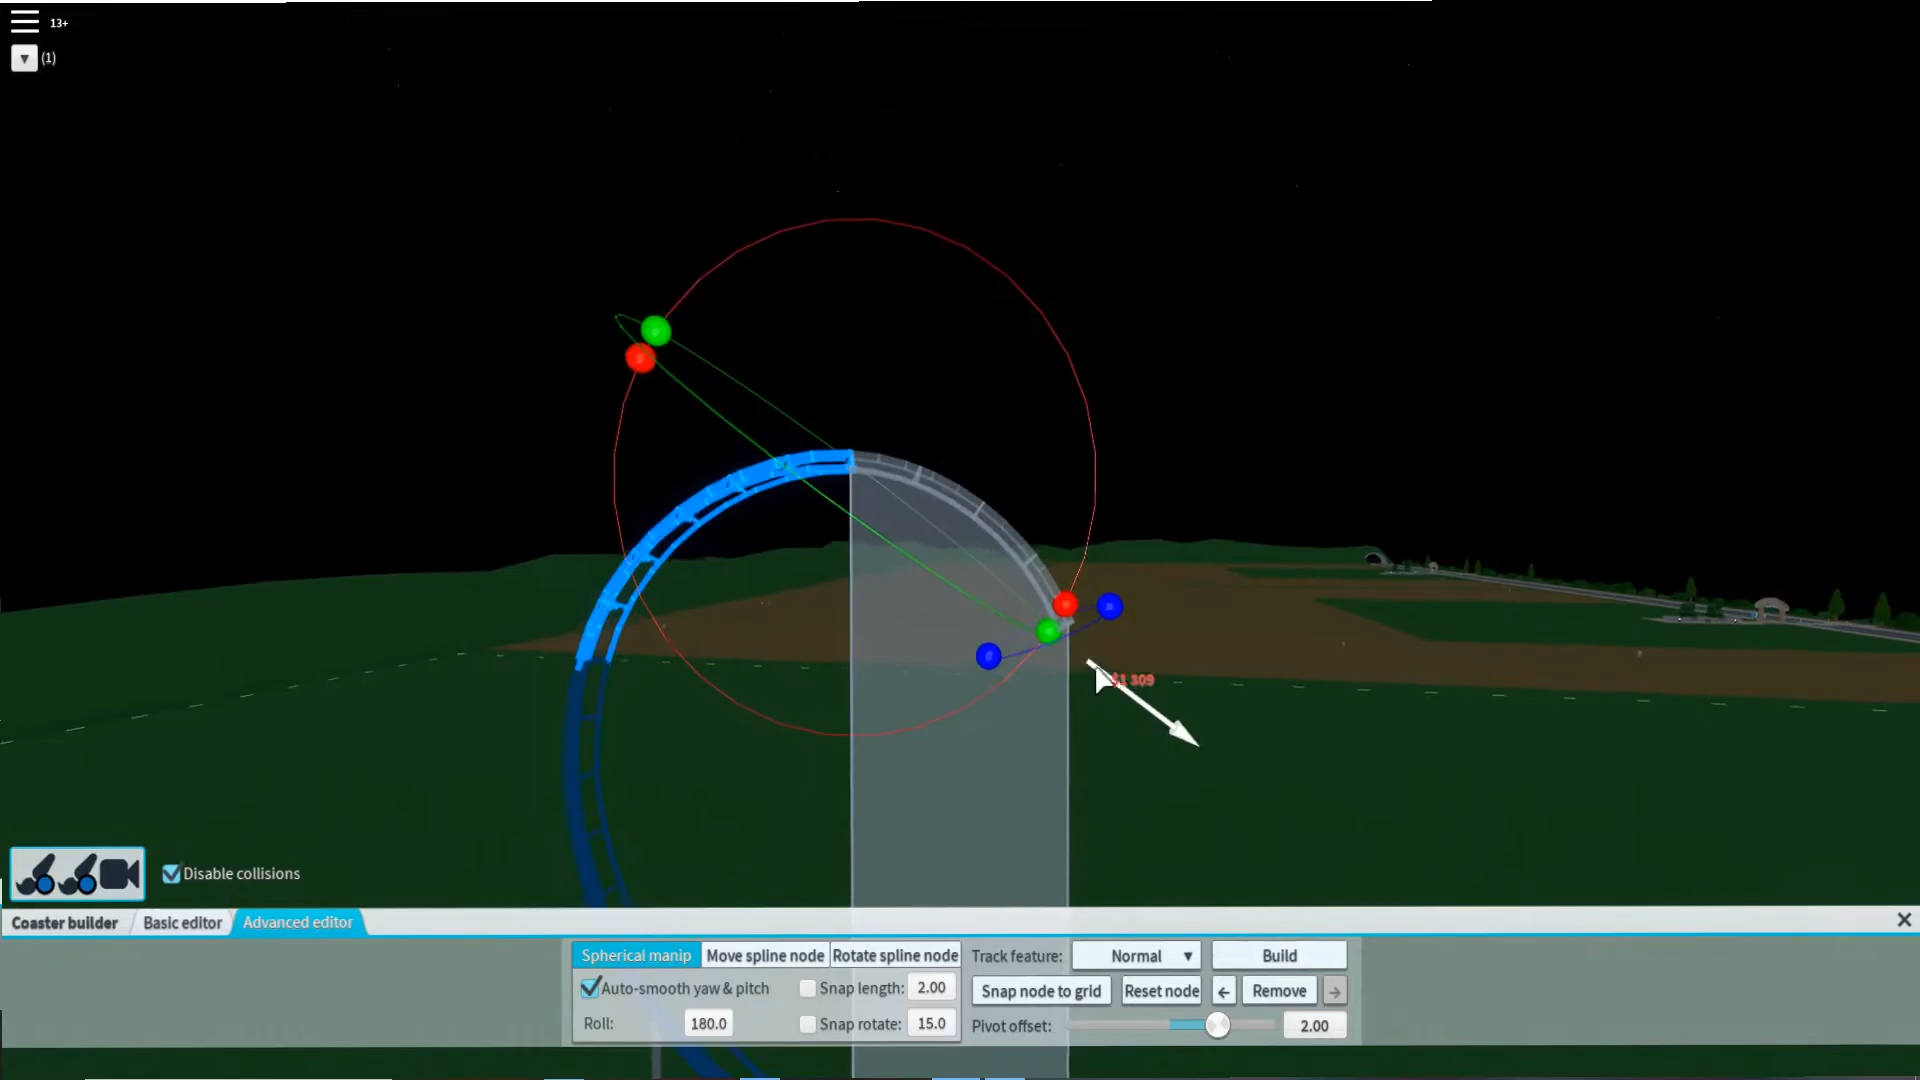 13+
(1)
$1 309
Disable collisions
Coaster builder Basic editor Advanced editor
Spherical manip Move spline node Rotate spline node Track feature: Normal Build
Auto-smooth yaw & pitch Snap length: 2.00 Snap node to grid Reset node Remove
Roll: 180.0 Snap rotate: 15.0 Pivot offset: 2.00